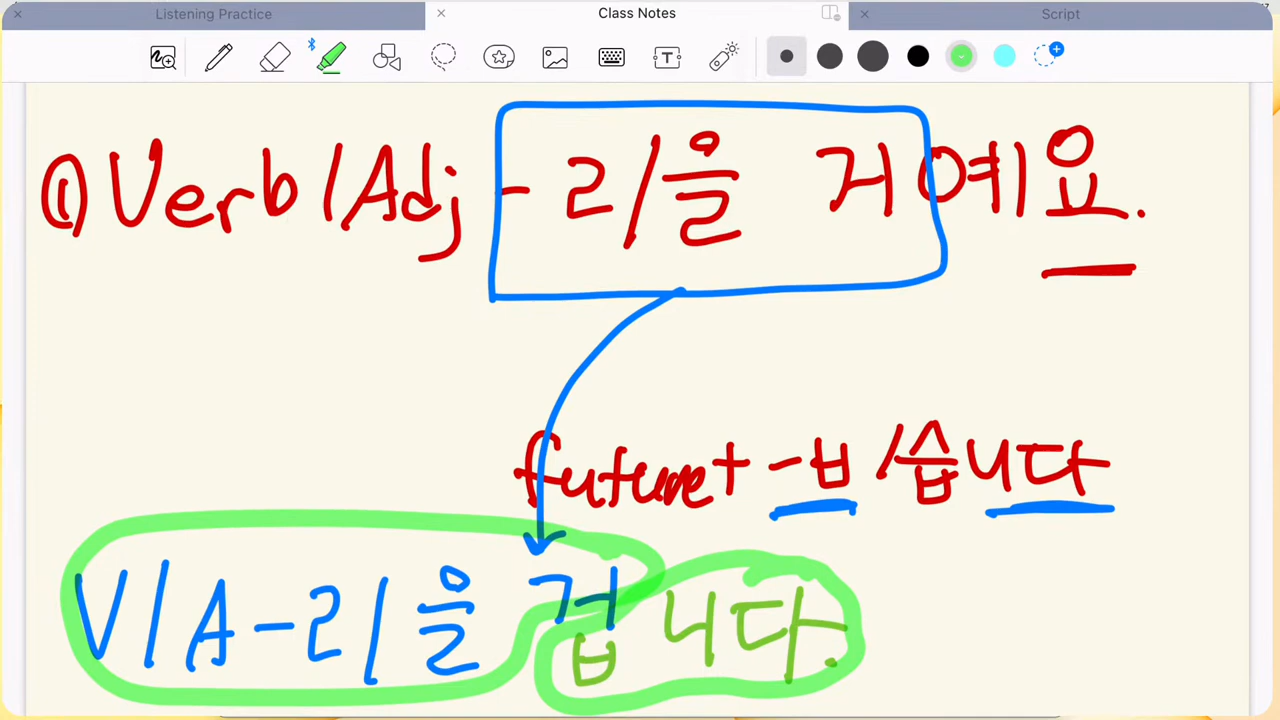 Listening Practice Class Notes Script
① Verb/Adj - ㄹ/을 거예요.
future + -ㅂ/습니다
V/A-ㄹ/을 겁니다.